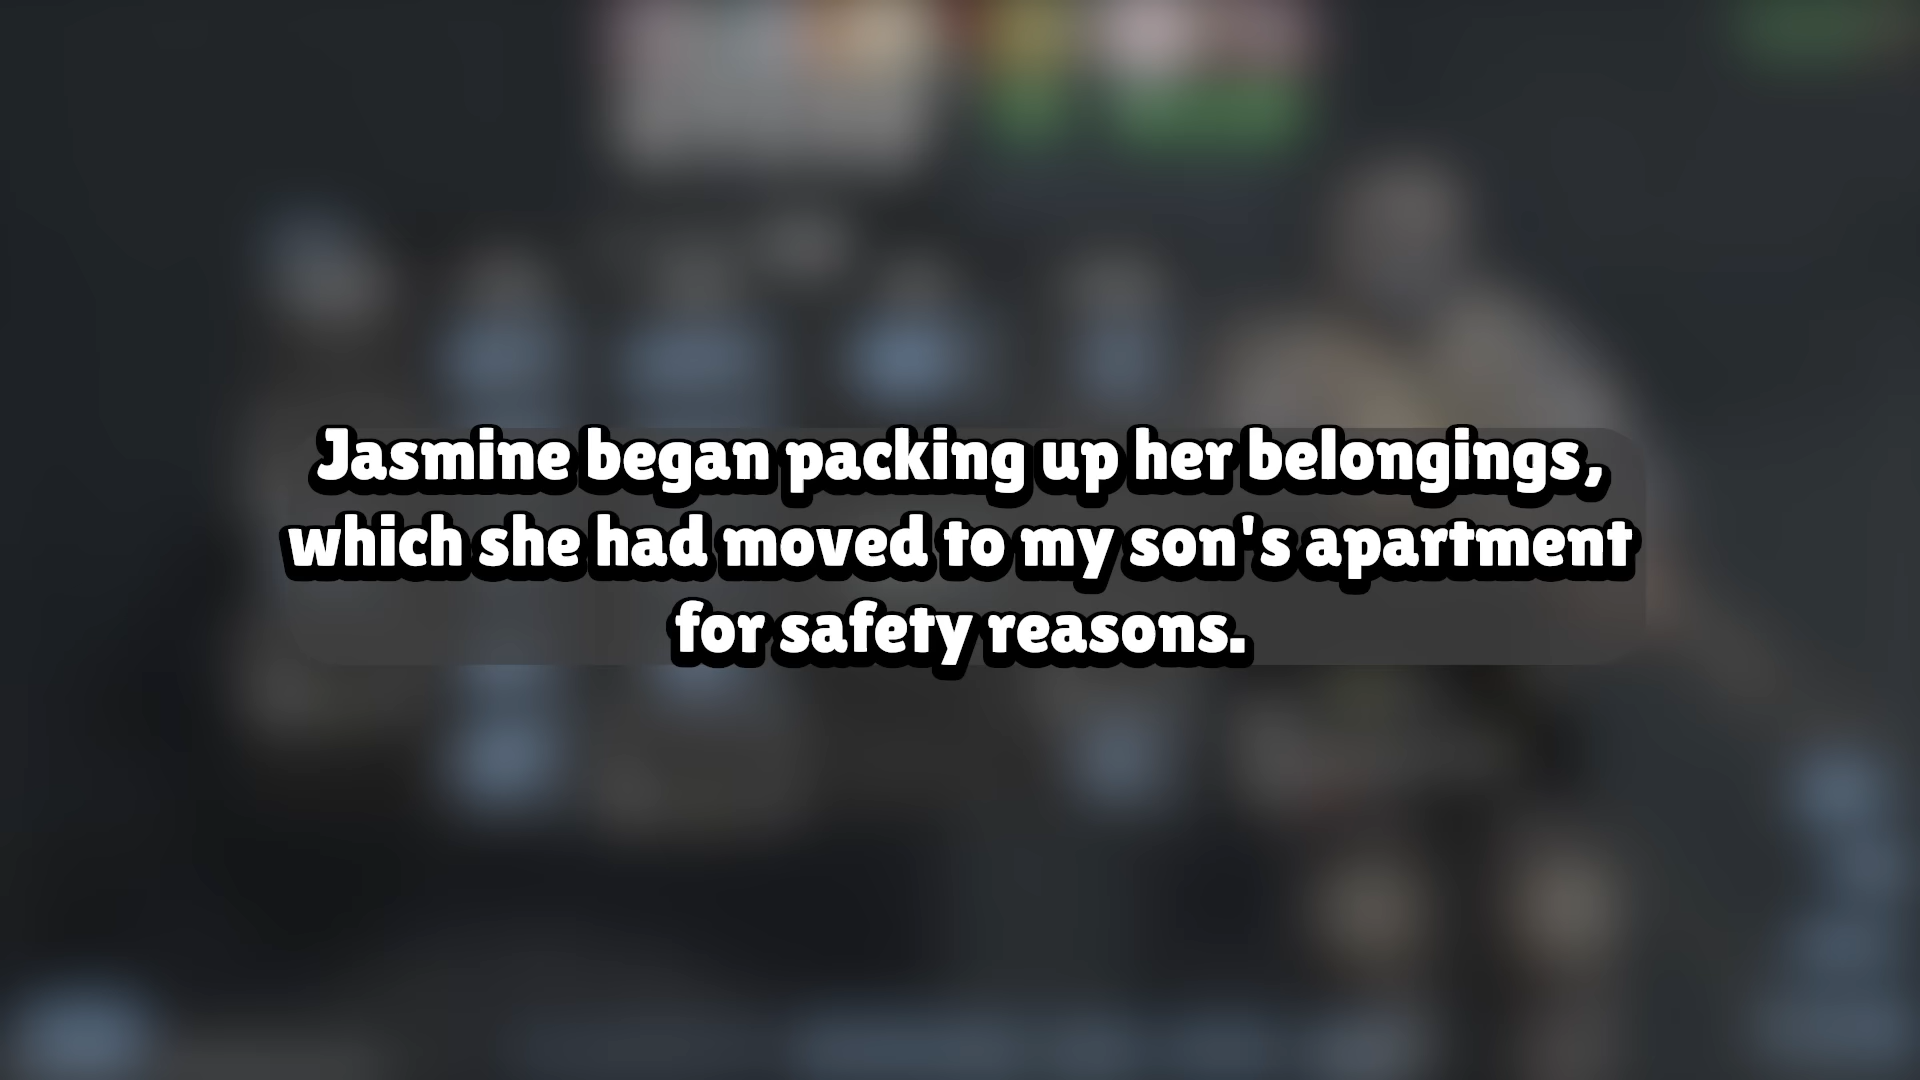 Jasmine began packing up her belongings,
which she had moved to my son's apartment
for safety reasons.